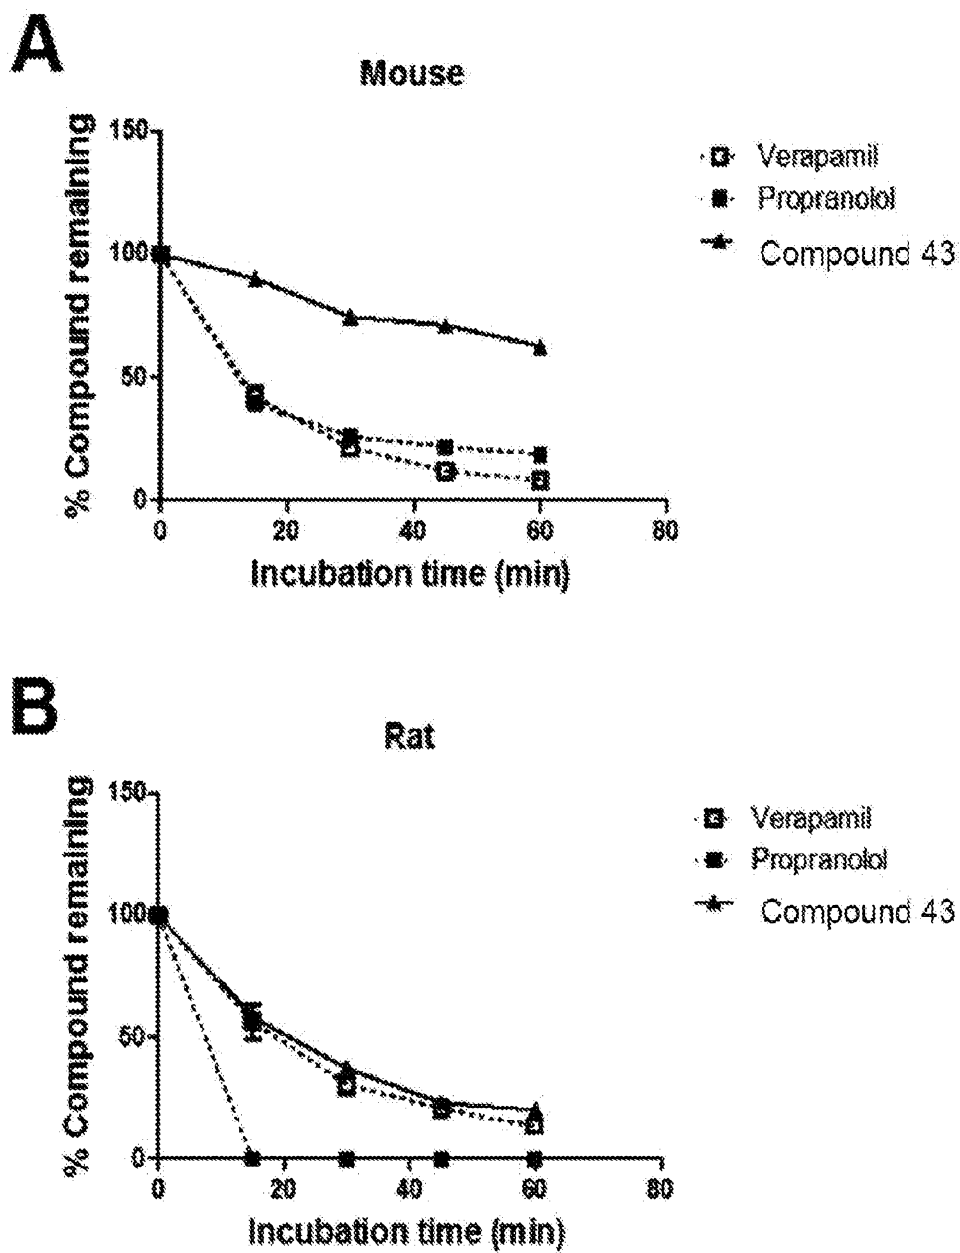 A
Mouse
% Compound remaining
150
100
50
0
0 20 40 60 80
Incubation time (min)
Verapamil
Propranolol
Compound 43
B
Rat
% Compound remaining
150
100
50
0
0 20 40 60 80
Incubation time (min)
Verapamil
Propranolol
Compound 43